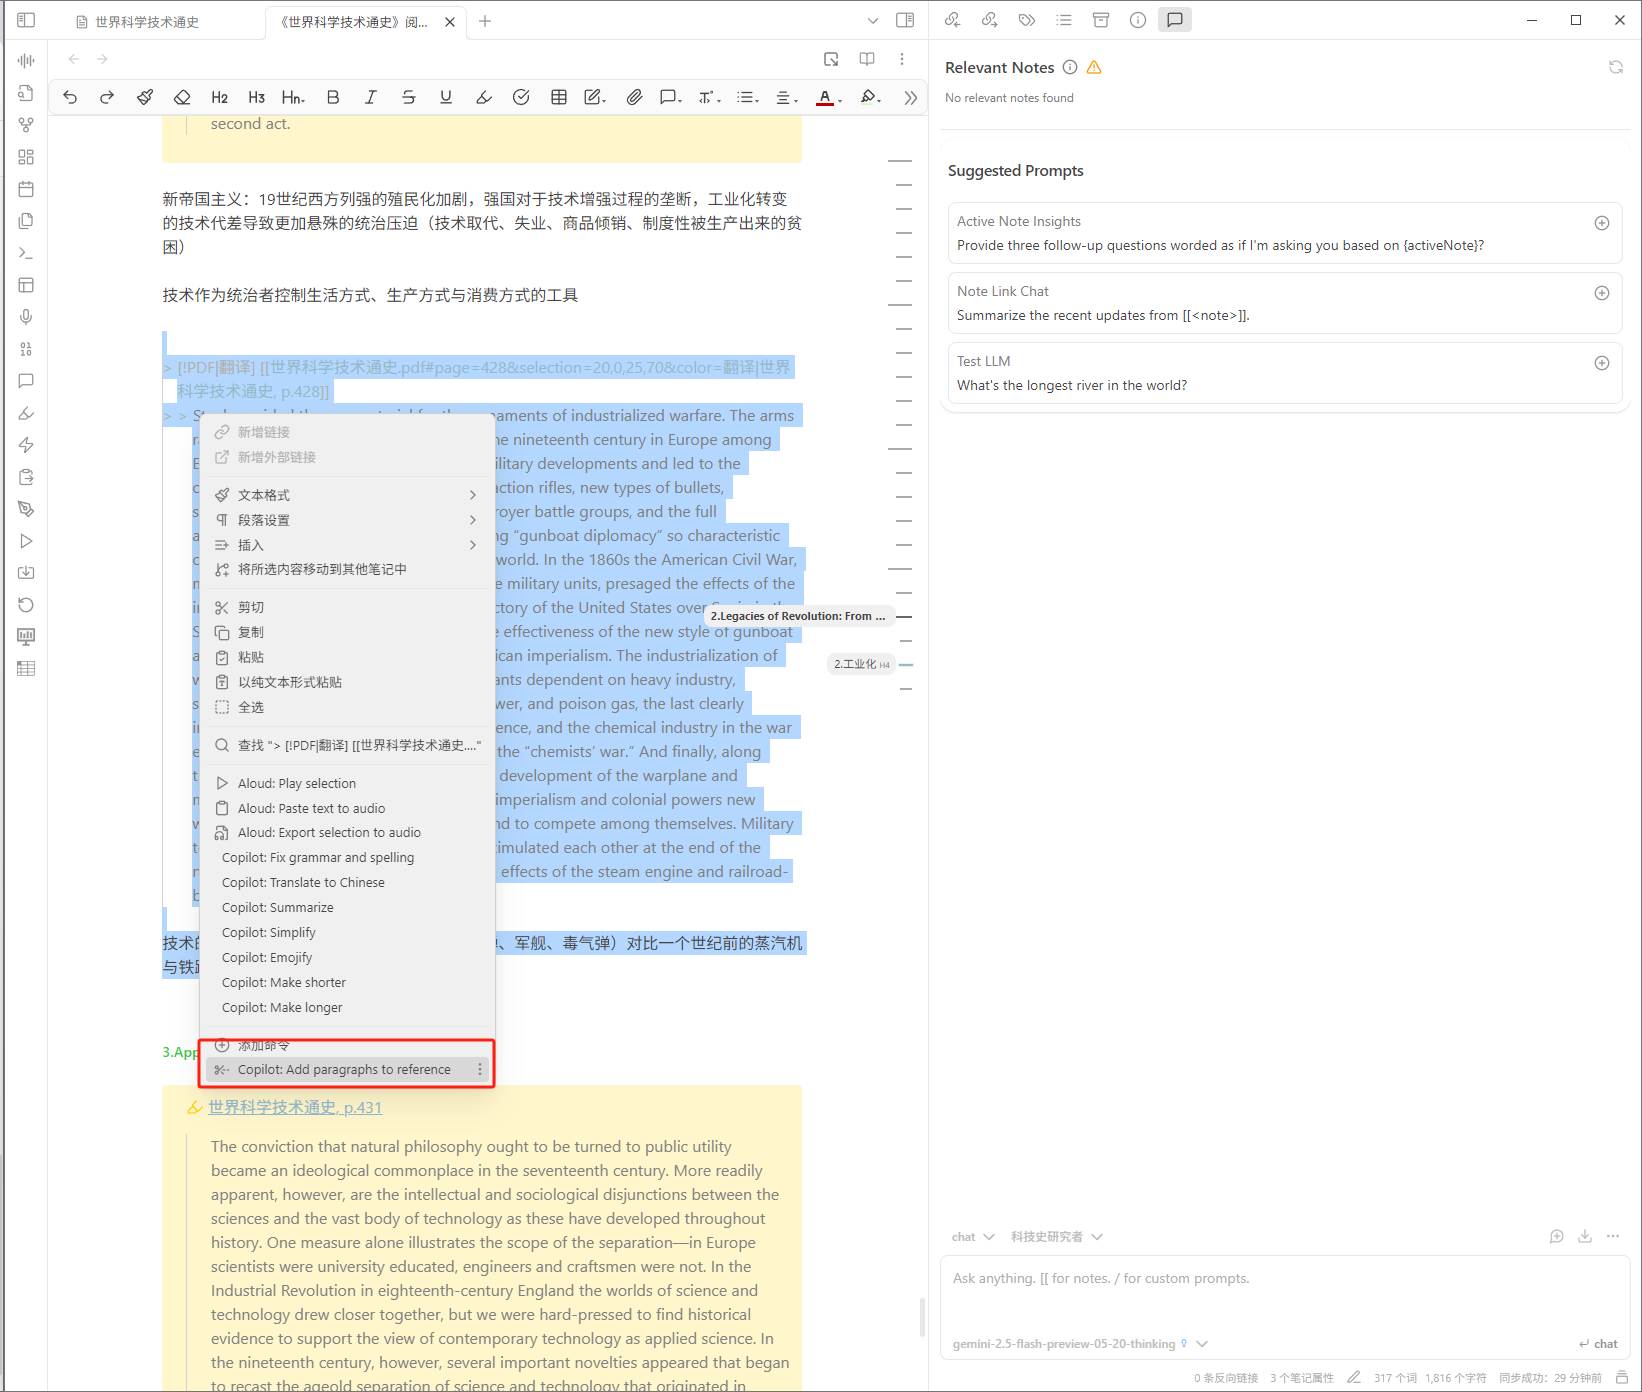 世界科学技术通史
《世界科学技术通史》阅...
H2 H3 Hn
second act.
新帝国主义：19世纪西方列强的殖民化加剧，强国对于技术增强过程的垄断，工业化转变
的技术代差导致更加悬殊的统治压迫（技术取代、失业、商品倾销、制度性被生产出来的贫
困）
技术作为统治者控制生活方式、生产方式与消费方式的工具
> [!PDF|翻译] [[世界科学技术通史.pdf#page=428&selection=20,0,25,70&color=翻译|世界
科学技术通史, p.428]]
naments of industrialized warfare. The arms
ne nineteenth century in Europe among
ilitary developments and led to the
action rifles, new types of bullets,
royer battle groups, and the full
ng "gunboat diplomacy" so characteristic
world. In the 1860s the American Civil War,
e military units, presaged the effects of the
ctory of the United States over
e effectiveness of the new style of gunboat
ican imperialism. The industrialization of
ants dependent on heavy industry,
wer, and poison gas, the last clearly
ence, and the chemical industry in the war
the "chemists' war." And finally, along
development of the warplane and
imperialism and colonial powers new
nd to compete among themselves. Military
imulated each other at the end of the
effects of the steam engine and railroad-
技术的
、军舰、毒气弹）对比一个世纪前的蒸汽机
与铁路
2.Legacies of Revolution: From ...
2.工业化 H4
新增链接
新增外部链接
文本格式
段落设置
插入
将所选内容移动到其他笔记中
剪切
复制
粘贴
以纯文本形式粘贴
全选
查找 "> [!PDF|翻译] [[世界科学技术通史...."
Aloud: Play selection
Aloud: Paste text to audio
Aloud: Export selection to audio
Copilot: Fix grammar and spelling
Copilot: Translate to Chinese
Copilot: Summarize
Copilot: Simplify
Copilot: Emojify
Copilot: Make shorter
Copilot: Make longer
添加命令
Copilot: Add paragraphs to reference
3.App
世界科学技术通史, p.431
The conviction that natural philosophy ought to be turned to public utility
became an ideological commonplace in the seventeenth century. More readily
apparent, however, are the intellectual and sociological disjunctions between the
sciences and the vast body of technology as these have developed throughout
history. One measure alone illustrates the scope of the separation—in Europe
scientists were university educated, engineers and craftsmen were not. In the
Industrial Revolution in eighteenth-century England the worlds of science and
technology drew closer together, but we were hard-pressed to find historical
evidence to support the view of contemporary technology as applied science. In
the nineteenth century, however, several important novelties appeared that began
to recast the ageold separation of science and technology that originated in
Relevant Notes
No relevant notes found
Suggested Prompts
Active Note Insights
Provide three follow-up questions worded as if I'm asking you based on {activeNote}?
Note Link Chat
Summarize the recent updates from [[<note>]].
Test LLM
What's the longest river in the world?
chat 科技史研究者
Ask anything. [[ for notes. / for custom prompts.
gemini-2.5-flash-preview-05-20-thinking
chat
0 条反向链接 3 个笔记属性 317 个词 1,816 个字符 同步成功：29 分钟前